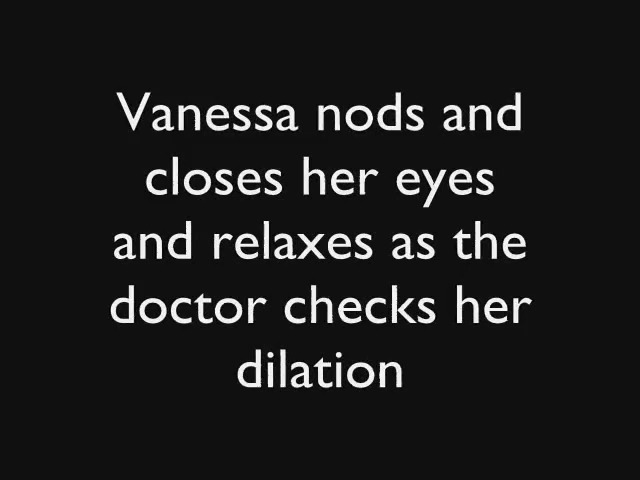 Vanessa nods and
closes her eyes
and relaxes as the
doctor checks her
dilation